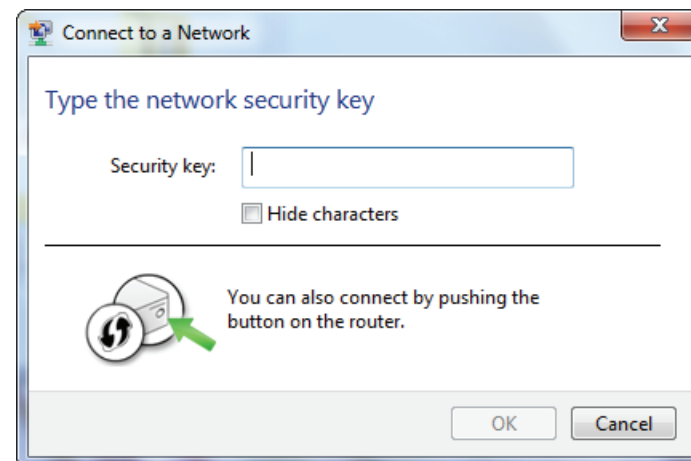 Connect to a Network
Type the network security key
Security key:
Hide characters
You can also connect by pushing the
button on the router.
OK
Cancel